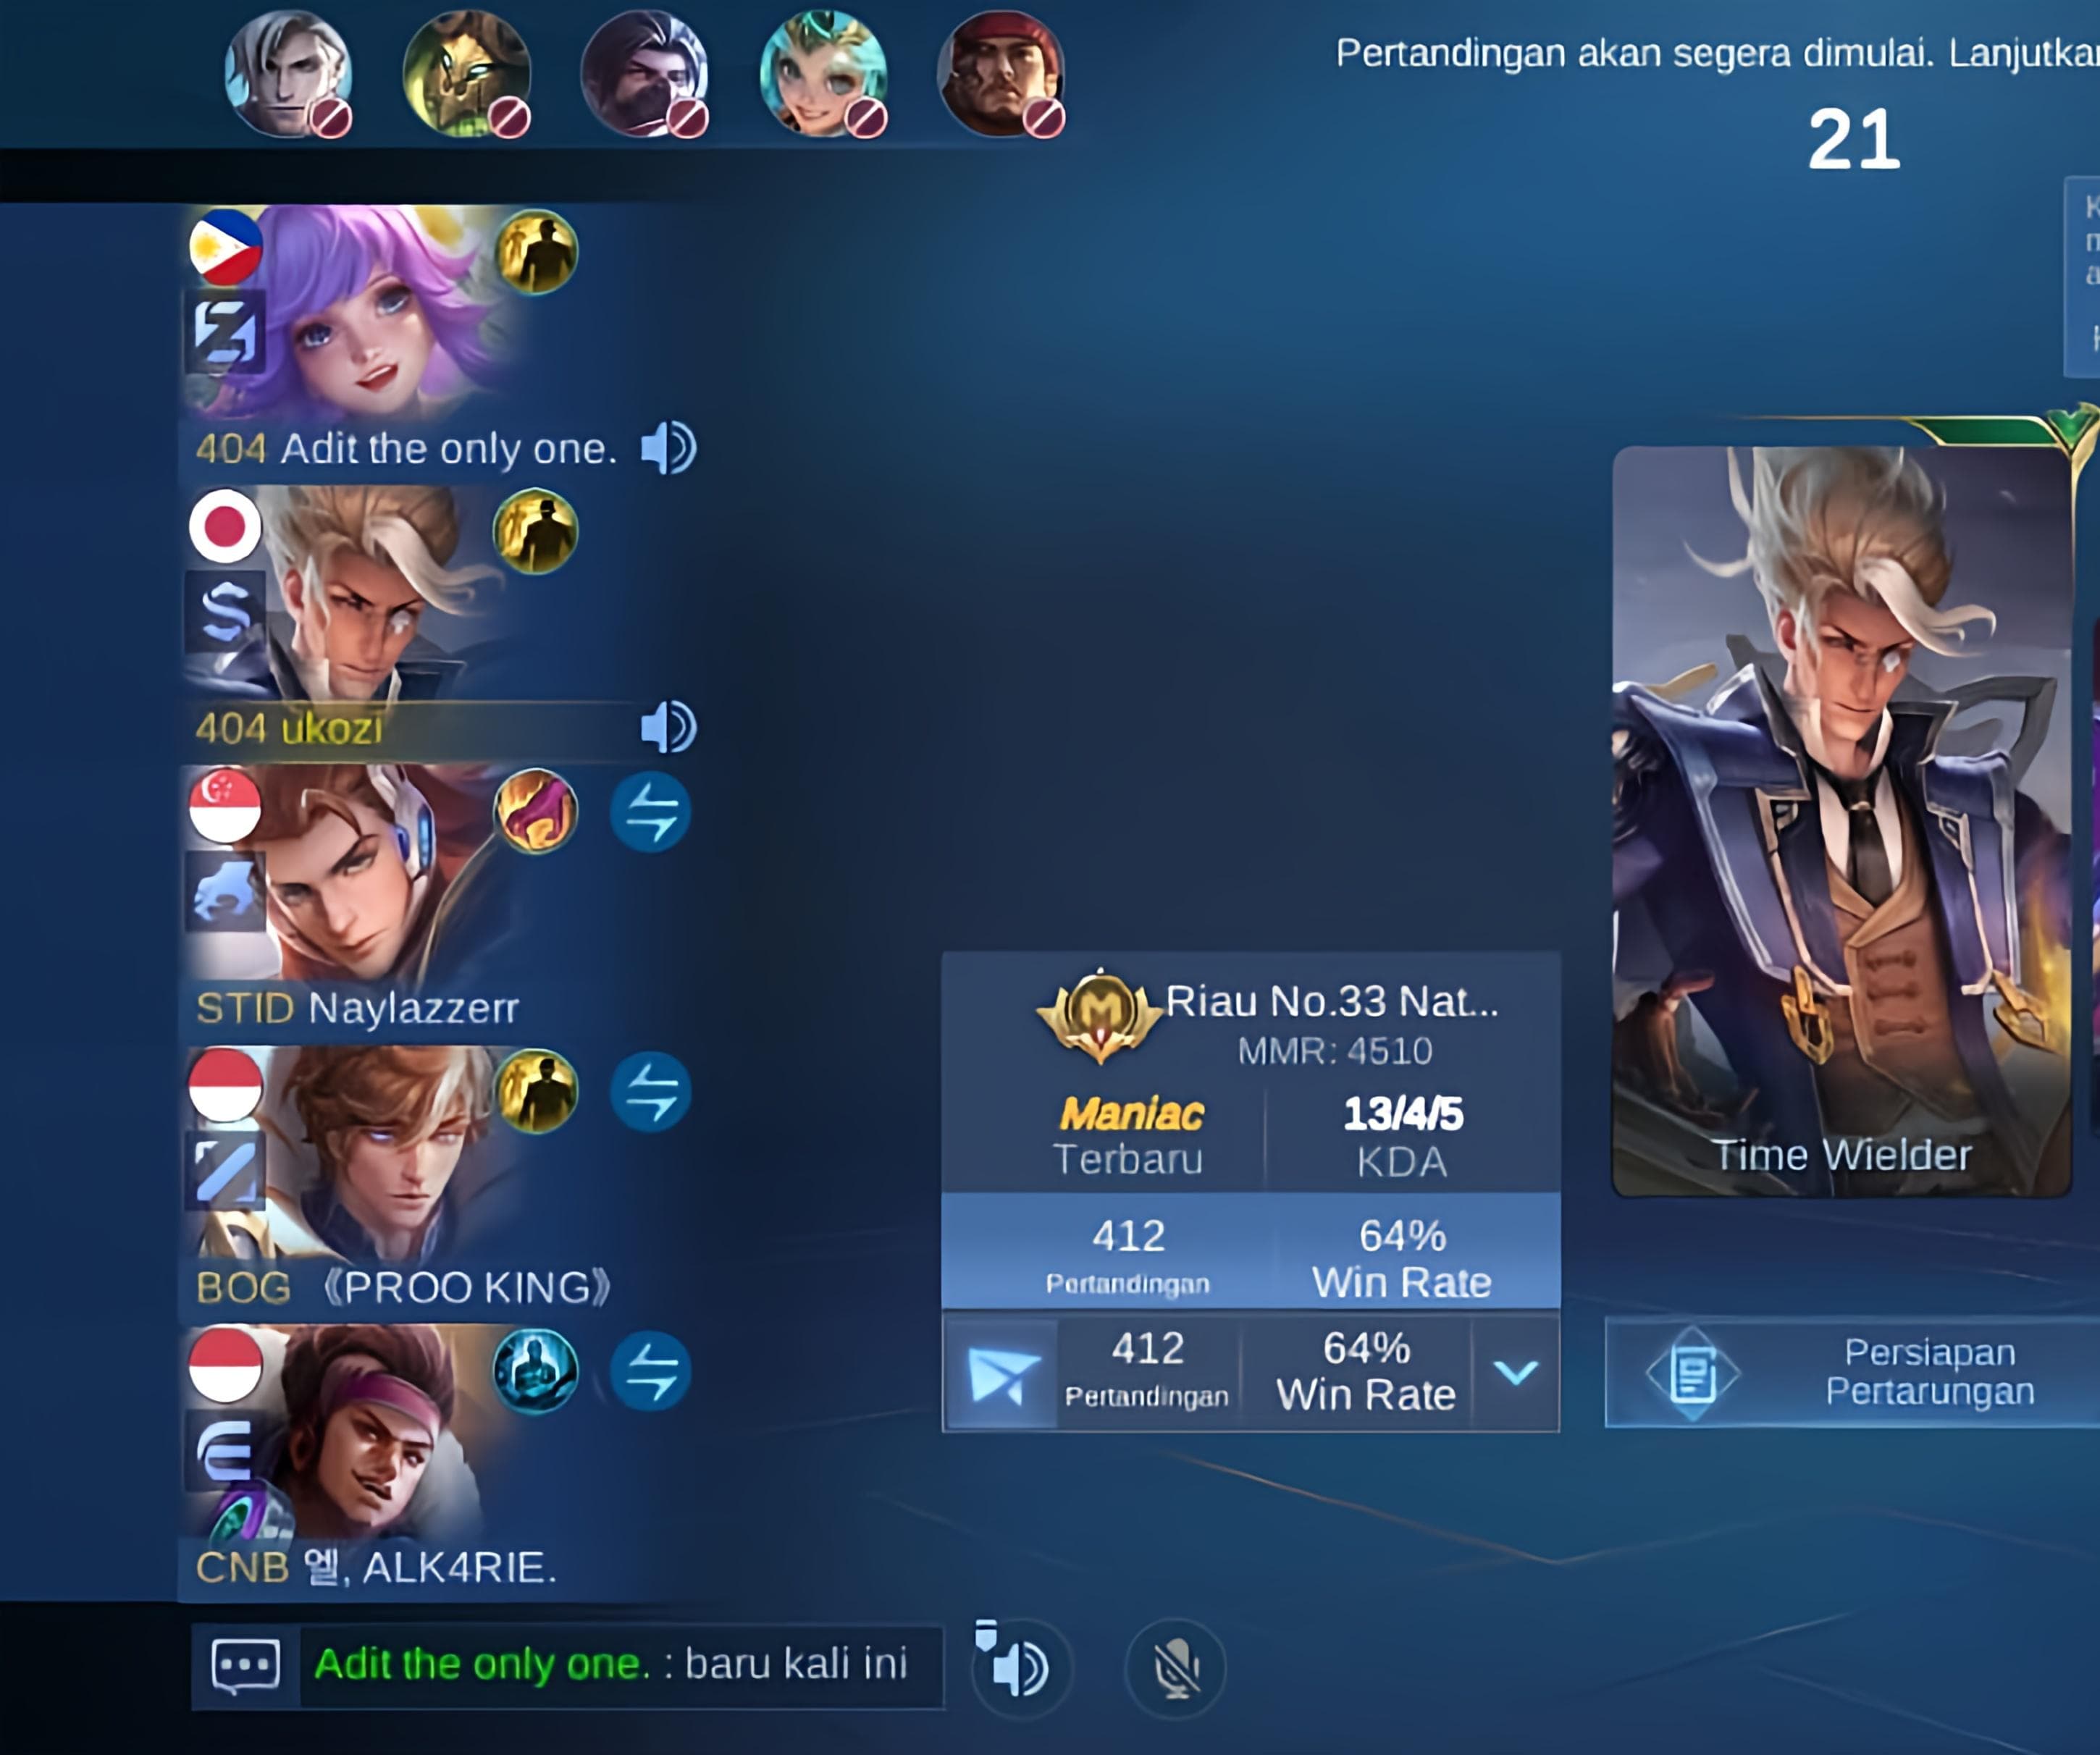 Pertandingan akan segera dimulai. Lanjutkan
21
404 Adit the only one.
404 ukozi
STID Naylazzerr
BOG 《PROO KING》
CNB 엘, ALK4RIE.
Riau No.33 Nat...
MMR: 4510
Maniac
Terbaru
13/4/5
KDA
412
Pertandingan
64%
Win Rate
412
Pertandingan
64%
Win Rate
Time Wielder
Persiapan
Pertarungan
Adit the only one. : baru kali ini